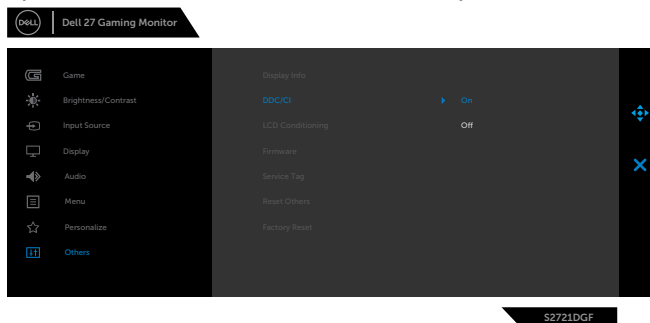 DELL Dell 27 Gaming Monitor
Game Display Info
Brightness/Contrast DDC/CI On
Input Source LCD Conditioning Off
Display Firmware
Audio Service Tag
Menu Reset Others
Personalize Factory Reset
Others
S2721DGF